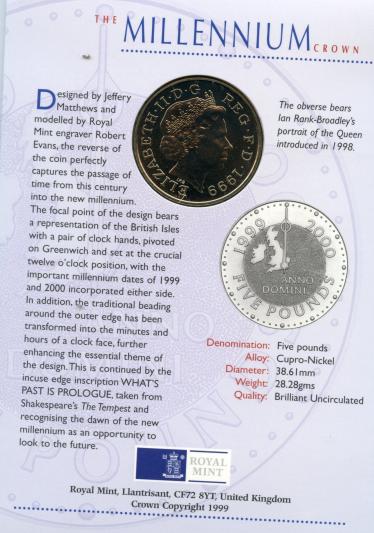 THE MILLENNIUM CROWN
Designed by Jeffery
Matthews and
modelled by Royal
Mint engraver Robert
Evans, the reverse of
the coin perfectly
captures the passage of
time from this century
into the new millennium.
The focal point of the design bears
a representation of the British Isles
with a pair of clock hands, pivoted
on Greenwich and set at the crucial
twelve o'clock position, with the
important millennium dates of 1999
and 2000 incorporated either side.
In addition, the traditional beading
around the outer edge has been
transformed into the minutes and
hours of a clock face, further
enhancing the essential theme of
the design. This is continued by the
incuse edge inscription WHAT'S
PAST IS PROLOGUE, taken from
Shakespeare's The Tempest and
recognising the dawn of the new
millennium as an opportunity to
look to the future.
ELIZABETH·II·D·G REG·F·D·1999
The obverse bears
Ian Rank-Broadley's
portrait of the Queen
introduced in 1998.
1999 2000
ANNO
DOMINI
FIVE POUNDS
Denomination: Five pounds
Alloy: Cupro-Nickel
Diameter: 38.61mm
Weight: 28.28gms
Quality: Brilliant Uncirculated
ROYAL
MINT
Royal Mint, Llantrisant, CF72 8YT, United Kingdom
Crown Copyright 1999